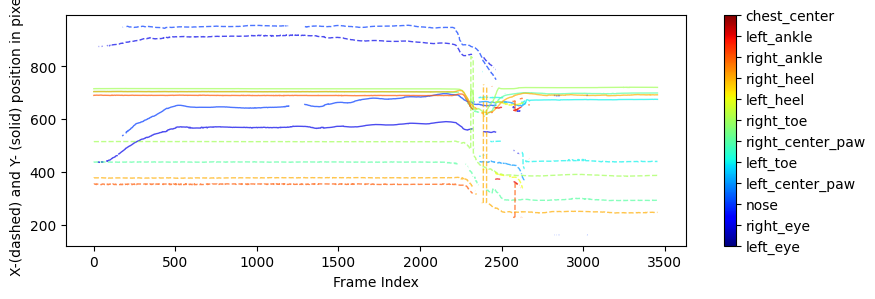 X-(dashed) and Y- (solid) position in pixe
800
600
400
200
0
500
1000
1500
2000
2500
3000
3500
Frame Index
chest_center
left_ankle
right_ankle
right_heel
left_heel
right_toe
right_center_paw
left_toe
left_center_paw
nose
right_eye
left_eye